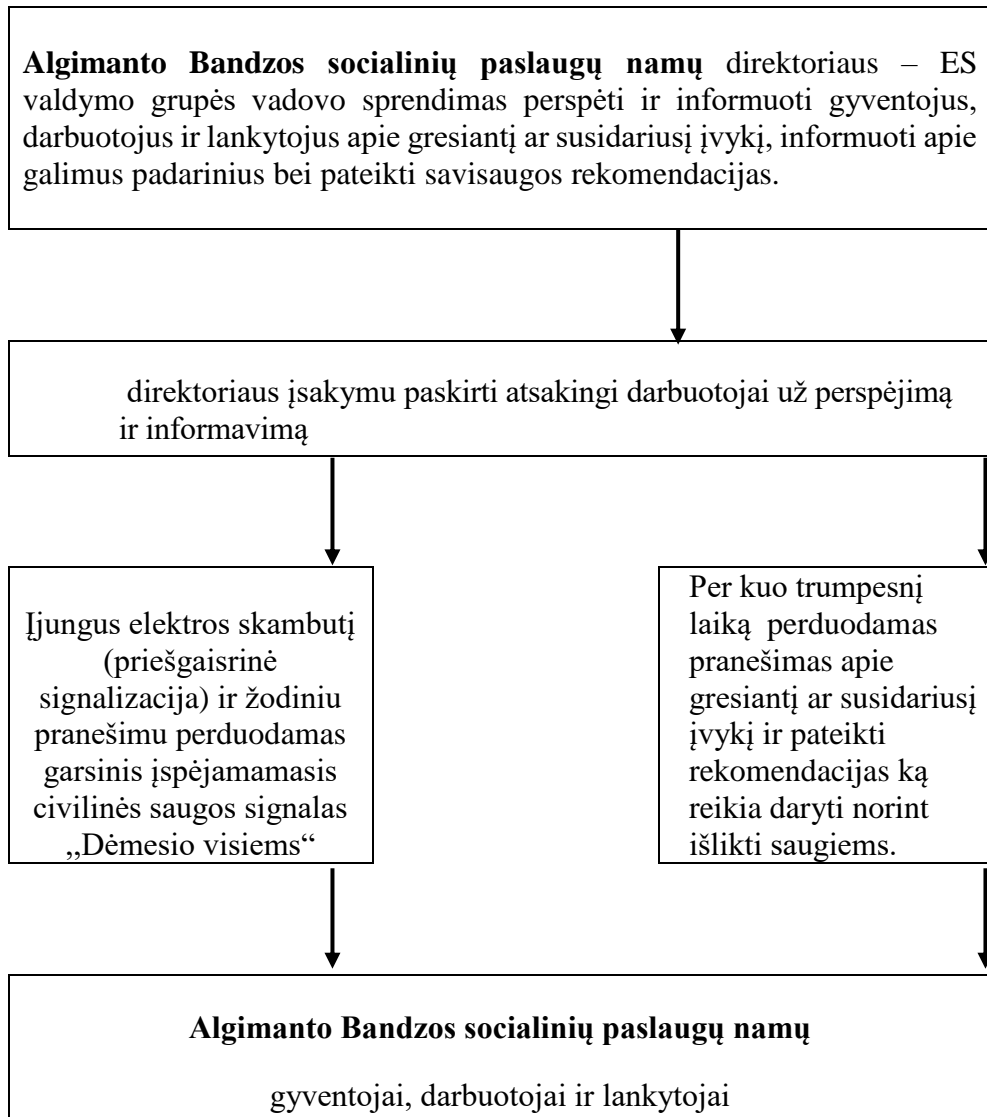 Algimanto Bandzos socialinių paslaugų namų direktoriaus – ES
valdymo grupės vadovo sprendimas perspėti ir informuoti gyventojus,
darbuotojus ir lankytojus apie gresiantį ar susidariusį įvykį, informuoti apie
galimus padarinius bei pateikti savisaugos rekomendacijas.
direktoriaus įsakymu paskirti atsakingi darbuotojai už perspėjimą
ir informavimą
Įjungus elektros skambutį
(priešgaisrinė
signalizacija) ir žodiniu
pranešimu perduodamas
garsinis įspėjamamasis
civilinės saugos signalas
,,Dėmesio visiems“
Per kuo trumpesnį
laiką perduodamas
pranešimas apie
gresiantį ar susidariusį
įvykį ir pateikti
rekomendacijas ką
reikia daryti norint
išlikti saugiems.
Algimanto Bandzos socialinių paslaugų namų
gyventojai, darbuotojai ir lankytojai